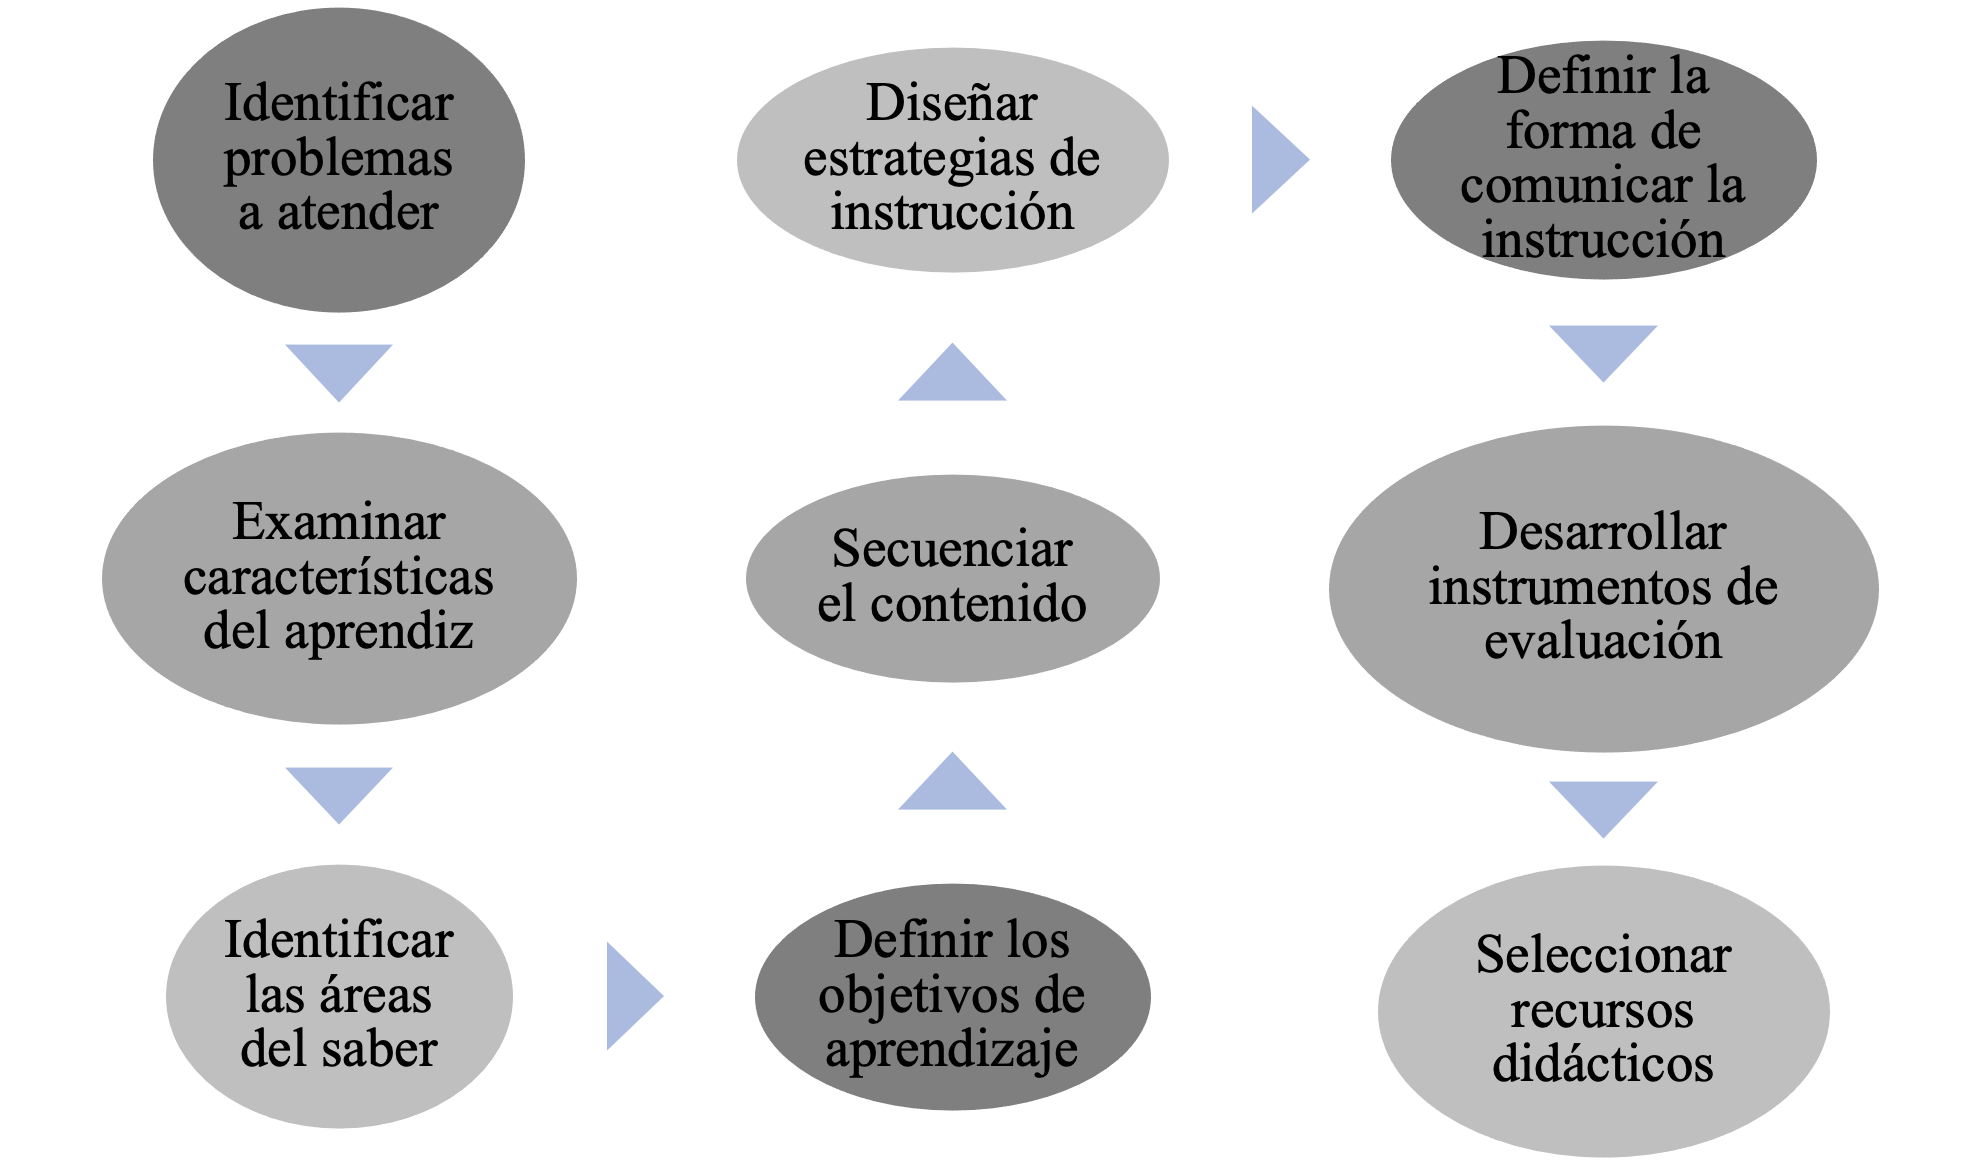 Identificar
problemas
a atender
Examinar
características
del aprendiz
Identificar
las áreas
del saber
Definir los
objetivos de
aprendizaje
Secuenciar
el contenido
Diseñar
estrategias de
instrucción
Definir la
forma de
comunicar la
instrucción
Desarrollar
instrumentos de
evaluación
Seleccionar
recursos
didácticos